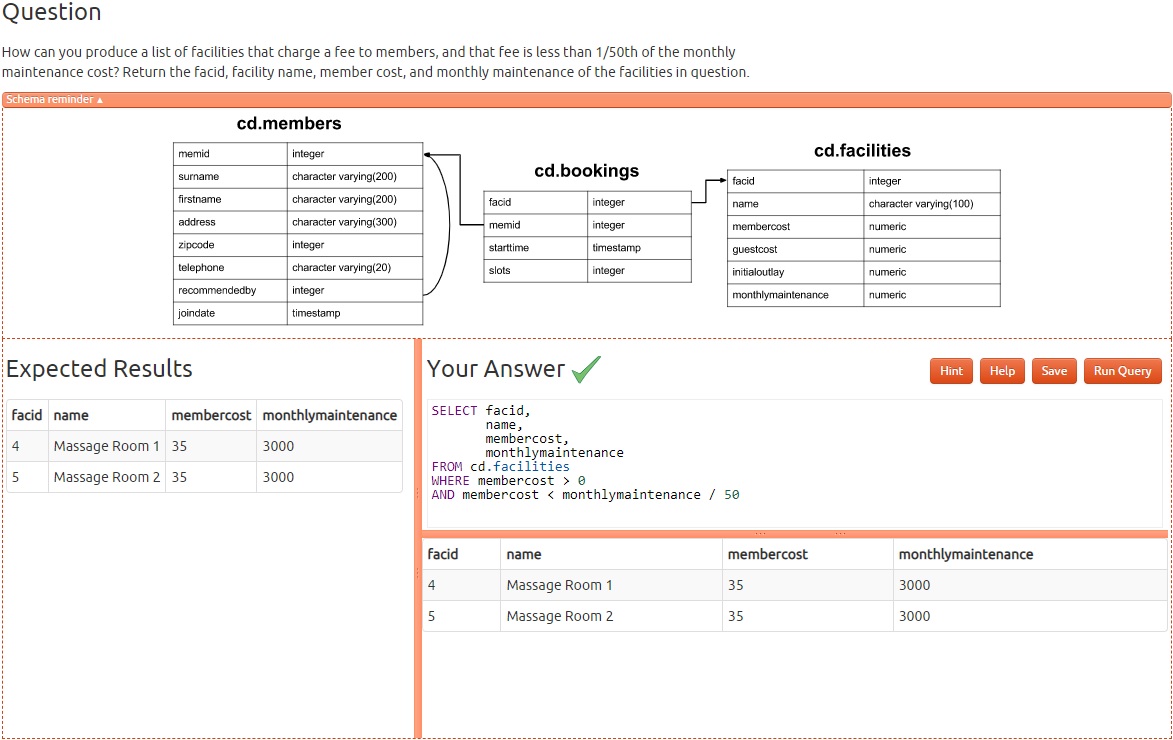 Question
How can you produce a list of facilities that charge a fee to members, and that fee is less than 1/50th of the monthly
maintenance cost? Return the facid, facility name, member cost, and monthly maintenance of the facilities in question.
Schema reminder ▲
cd.members
memid integer
surname character varying(200)
firstname character varying(200)
address character varying(300)
zipcode integer
telephone character varying(20)
recommendedby integer
joindate timestamp
cd.bookings
facid integer
memid integer
starttime timestamp
slots integer
cd.facilities
facid integer
name character varying(100)
membercost numeric
guestcost numeric
initialoutlay numeric
monthlymaintenance numeric
Expected Results
facid name membercost monthlymaintenance
4 Massage Room 1 35 3000
5 Massage Room 2 35 3000
Your Answer
Hint Help Save Run Query
SELECT facid,
name,
membercost,
monthlymaintenance
FROM cd.facilities
WHERE membercost > 0
AND membercost < monthlymaintenance / 50
facid name membercost monthlymaintenance
4 Massage Room 1 35 3000
5 Massage Room 2 35 3000